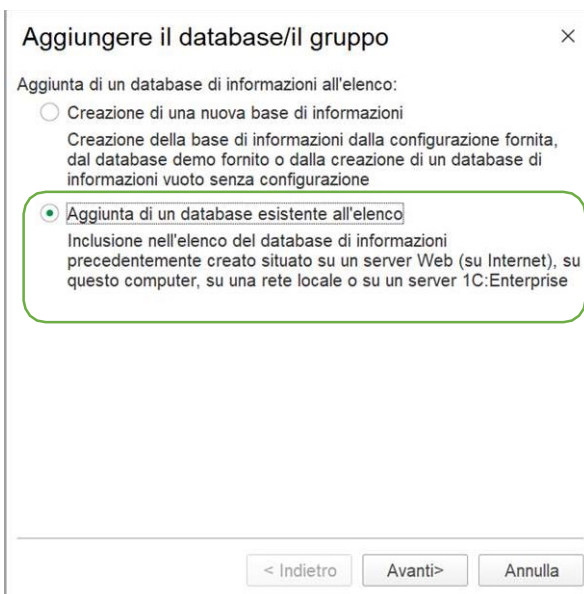 Aggiungere il database/il gruppo
Aggiunta di un database di informazioni all'elenco:
Creazione di una nuova base di informazioni
Creazione della base di informazioni dalla configurazione fornita,
dal database demo fornito o dalla creazione di un database di
informazioni vuoto senza configurazione
Aggiunta di un database esistente all'elenco
Inclusione nell'elenco del database di informazioni
precedentemente creato situato su un server Web (su Internet), su
questo computer, su una rete locale o su un server 1C:Enterprise
< Indietro Avanti> Annulla